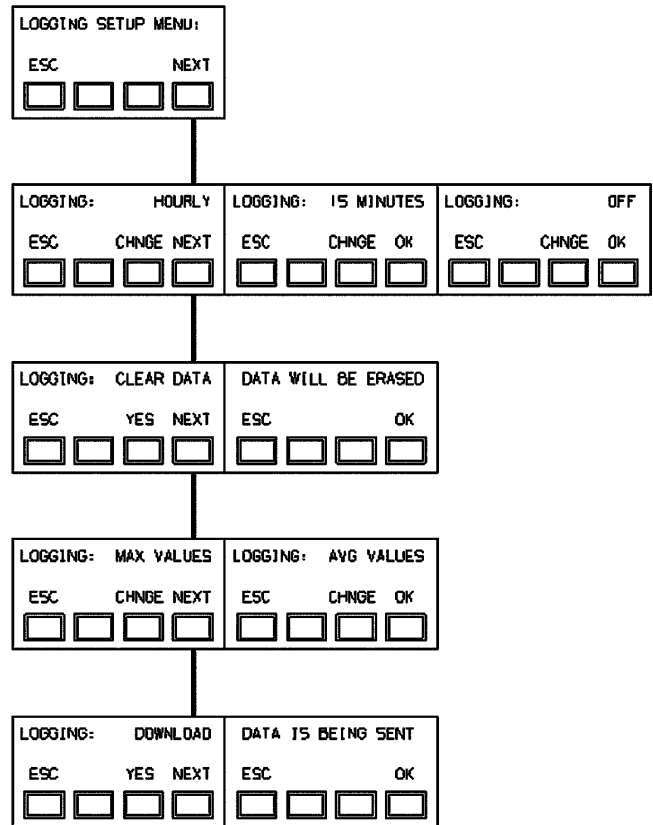 LOGGING SETUP MENU:
ESC NEXT
LOGGING: HOURLY
ESC CHNGE NEXT
LOGGING: 15 MINUTES
ESC CHNGE OK
LOGGING: OFF
ESC CHNGE OK
LOGGING: CLEAR DATA
ESC YES NEXT
DATA WILL BE ERASED
ESC OK
LOGGING: MAX VALUES
ESC CHNGE NEXT
LOGGING: AVG VALUES
ESC CHNGE OK
LOGGING: DOWNLOAD
ESC YES NEXT
DATA IS BEING SENT
ESC OK